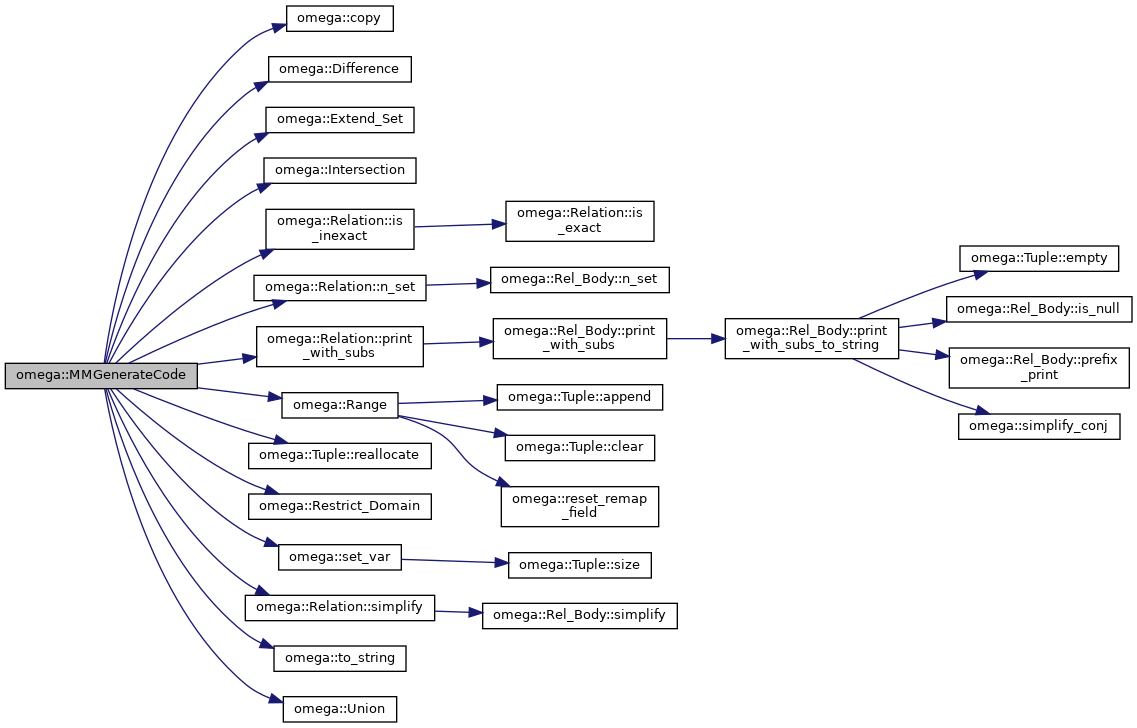 omega::MMGenerateCode
omega::copy
omega::Difference
omega::Extend_Set
omega::Intersection
omega::Relation::is
_inexact
omega::Relation::is
_exact
omega::Relation::n_set
omega::Rel_Body::n_set
omega::Relation::print
_with_subs
omega::Rel_Body::print
_with_subs
omega::Rel_Body::print
_with_subs_to_string
omega::Tuple::empty
omega::Rel_Body::is_null
omega::Rel_Body::prefix
_print
omega::simplify_conj
omega::Range
omega::Tuple::append
omega::Tuple::clear
omega::reset_remap
_field
omega::Tuple::reallocate
omega::Restrict_Domain
omega::set_var
omega::Tuple::size
omega::Relation::simplify
omega::Rel_Body::simplify
omega::to_string
omega::Union